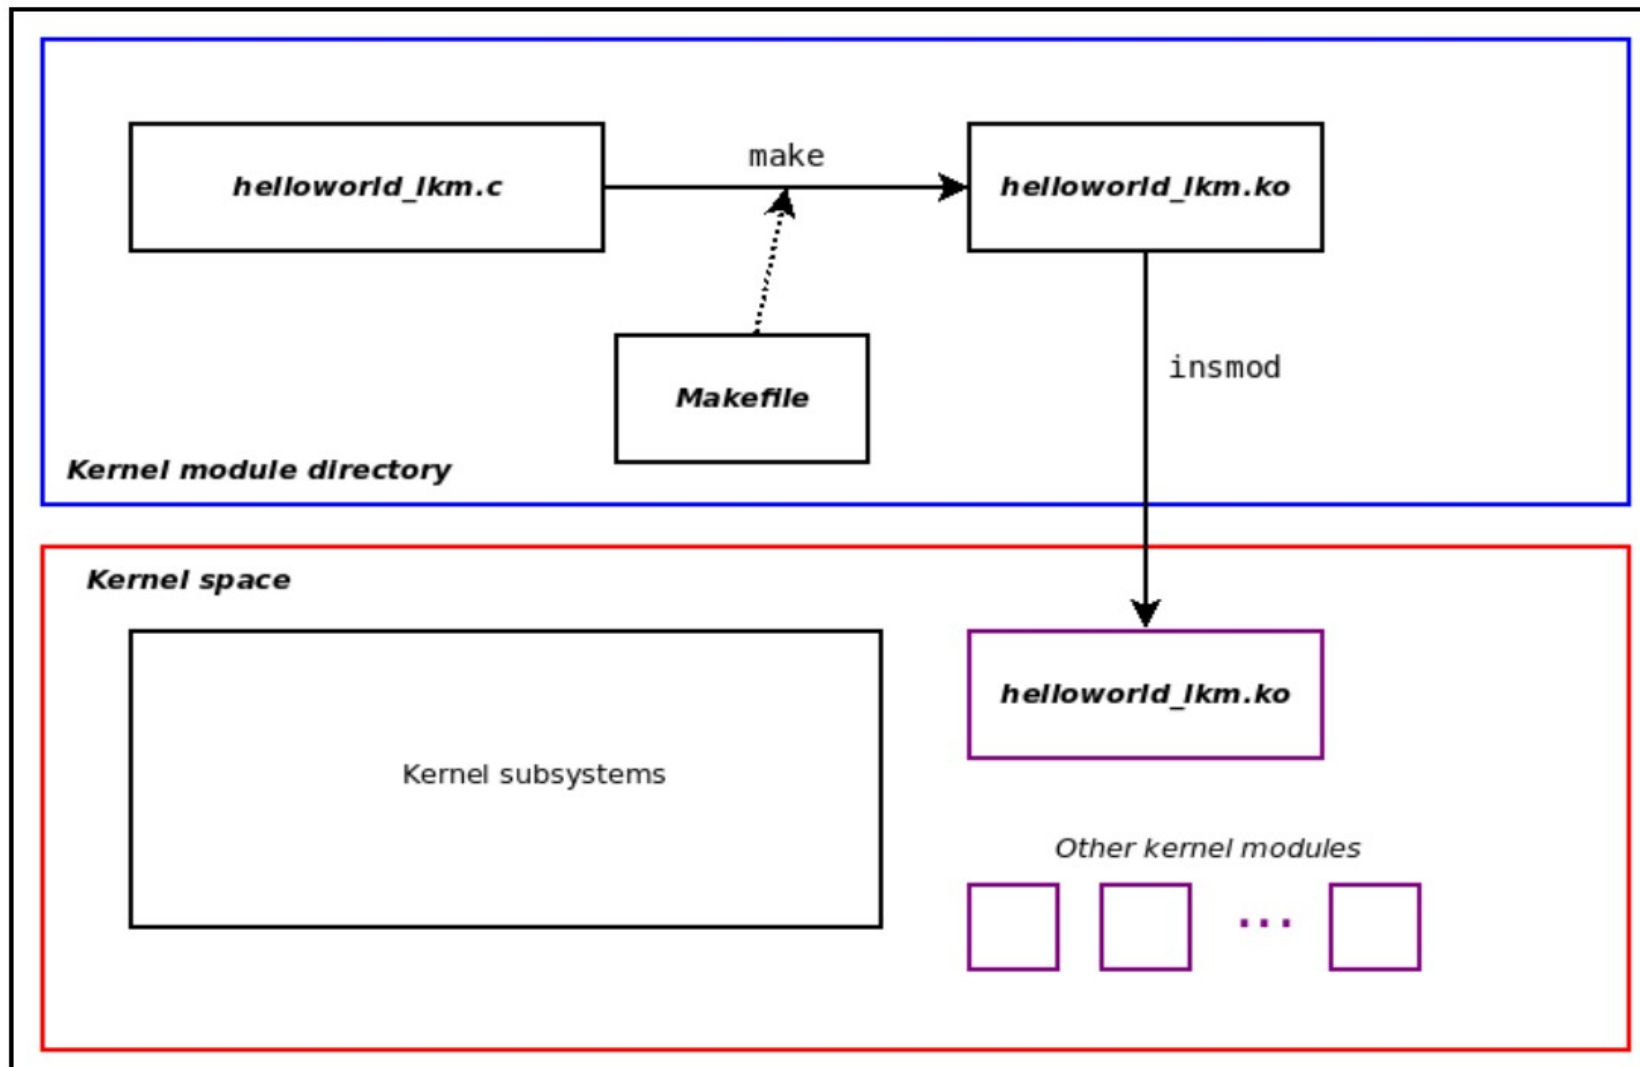 make
helloworld_lkm.c
helloworld_lkm.ko
insmod
Makefile
Kernel module directory
Kernel space
helloworld_lkm.ko
Kernel subsystems
Other kernel modules
...